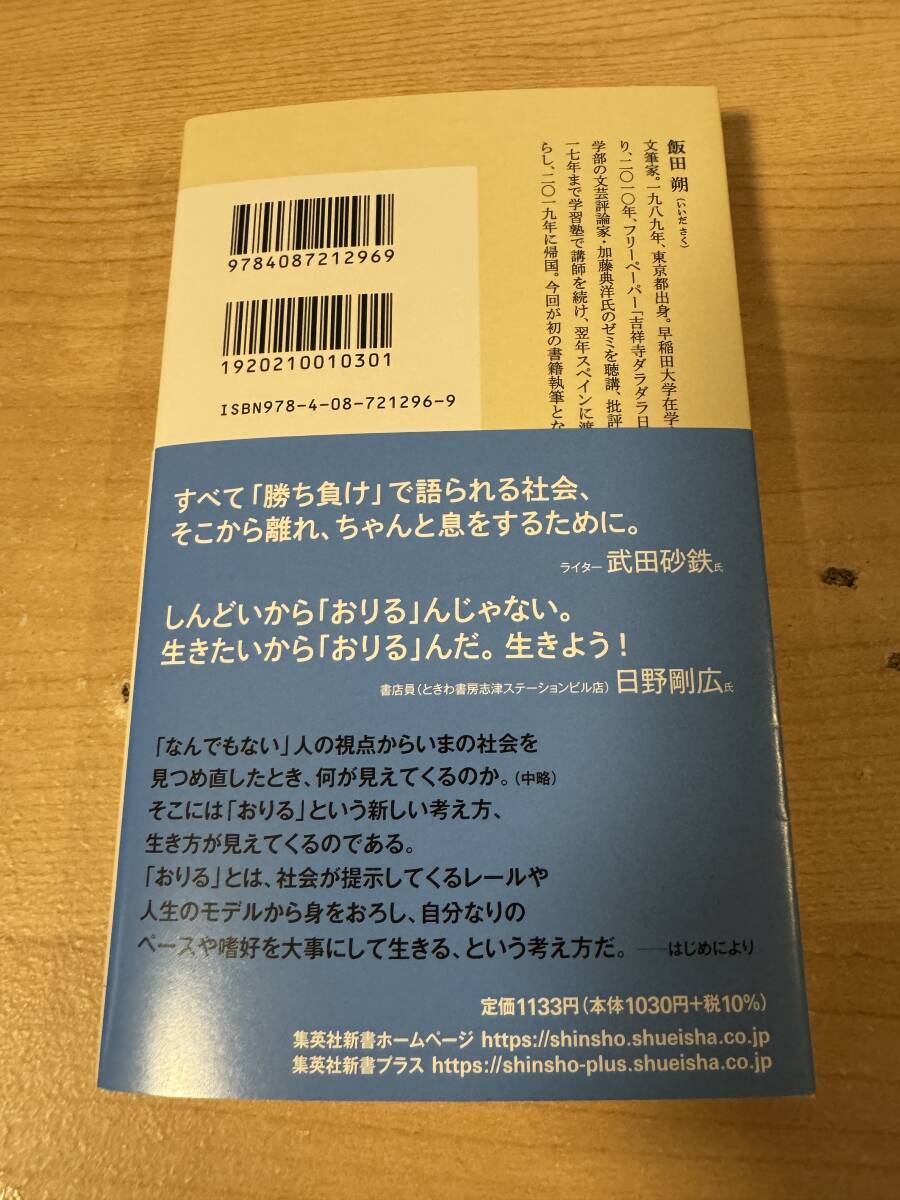 飯田 朔（いいだ さく）
文筆家。一九八九年、東京都出身。早稲田大学在学
り、二〇一〇年、フリーペーパー「吉祥寺ダラダラ日
学部の文芸評論家・加藤典洋氏のゼミを聴講、批評
一七年まで学習塾で講師を続け、翌年スペインに渡
らし、二〇一九年に帰国。今回が初の書籍執筆とな
9784087212969
1920210010301
ISBN978-4-08-721296-9
すべて「勝ち負け」で語られる社会、
そこから離れ、ちゃんと息をするために。
ライター 武田砂鉄氏
しんどいから「おりる」んじゃない。
生きたいから「おりる」んだ。生きよう！
書店員（ときわ書房志津ステーションビル店） 日野剛広氏
「なんでもない」人の視点からいまの社会を
見つめ直したとき、何が見えてくるのか。（中略）
そこには「おりる」という新しい考え方、
生き方が見えてくるのである。
「おりる」とは、社会が提示してくるレールや
人生のモデルから身をおろし、自分なりの
ペースや嗜好を大事にして生きる、という考え方だ。 ――はじめにより
定価1133円（本体1030円+税10%）
集英社新書ホームページ https://shinsho.shueisha.co.jp
集英社新書プラス https://shinsho-plus.shueisha.co.jp